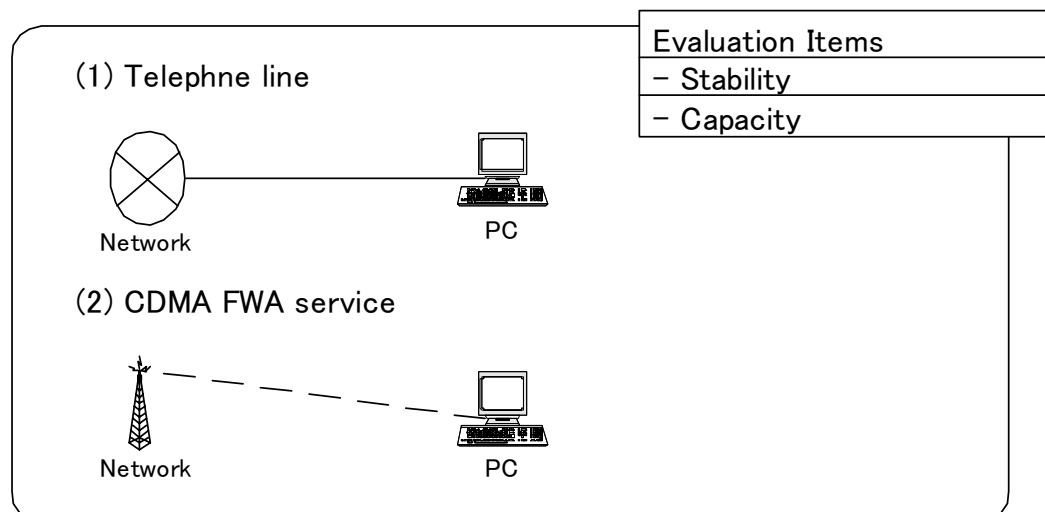 Evaluation Items
- Stability
- Capacity
(1) Telephne line
Network
PC
(2) CDMA FWA service
Network
PC